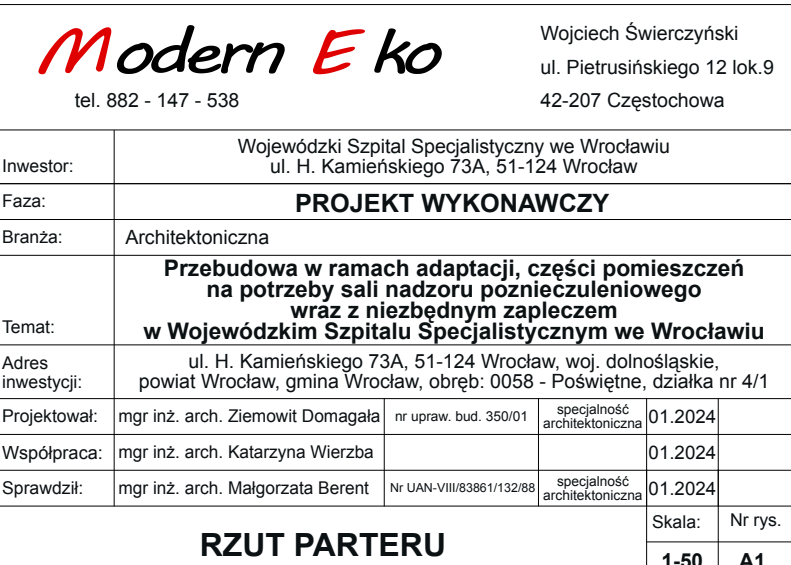 Modern Eko
tel. 882 - 147 - 538
Wojciech Świerczyński
ul. Pietrusińskiego 12 lok.9
42-207 Częstochowa
Inwestor:
Wojewódzki Szpital Specjalistyczny we Wrocławiu
ul. H. Kamieńskiego 73A, 51-124 Wrocław
Faza:
PROJEKT WYKONAWCZY
Branża:
Architektoniczna
Temat:
Przebudowa w ramach adaptacji, części pomieszczeń
na potrzeby sali nadzoru poznieczuleniowego
wraz z niezbędnym zapleczem
w Wojewódzkim Szpitalu Specjalistycznym we Wrocławiu
Adres
inwestycji:
ul. H. Kamieńskiego 73A, 51-124 Wrocław, woj. dolnośląskie,
powiat Wrocław, gmina Wrocław, obręb: 0058 - Poświętne, działka nr 4/1
Projektował: mgr inż. arch. Ziemowit Domagała nr upraw. bud. 350/01 specjalność architektoniczna 01.2024
Współpraca: mgr inż. arch. Katarzyna Wierzba 01.2024
Sprawdził: mgr inż. arch. Małgorzata Berent Nr UAN-VIII/83861/132/88 specjalność architektoniczna 01.2024
RZUT PARTERU
Skala: Nr rys.
1-50 A1